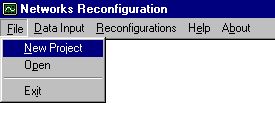 Networks Reconfiguration
File Data Input Reconfigurations Help About
New Project
Open
Exit